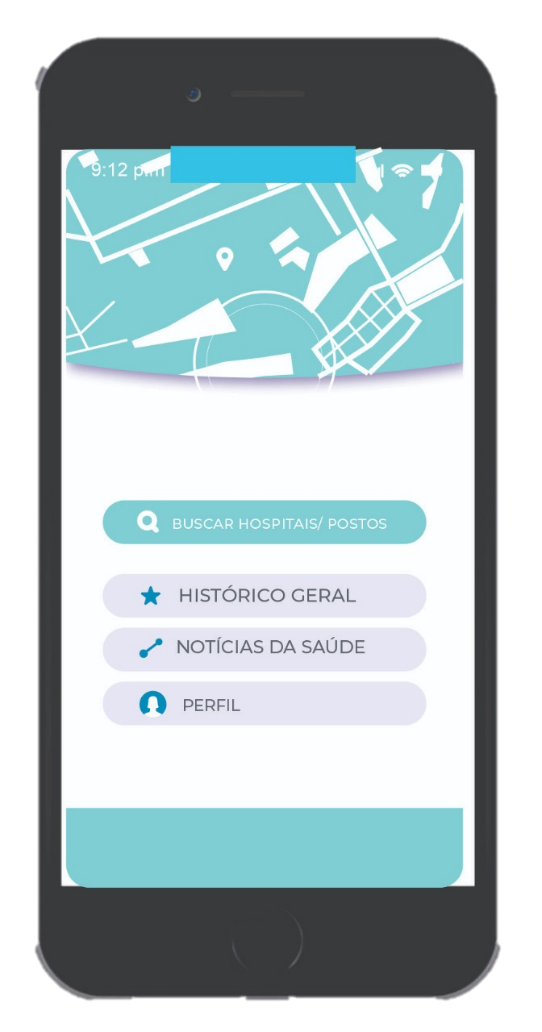 9:12 pm
BUSCAR HOSPITAIS/ POSTOS
HISTÓRICO GERAL
NOTÍCIAS DA SAÚDE
PERFIL